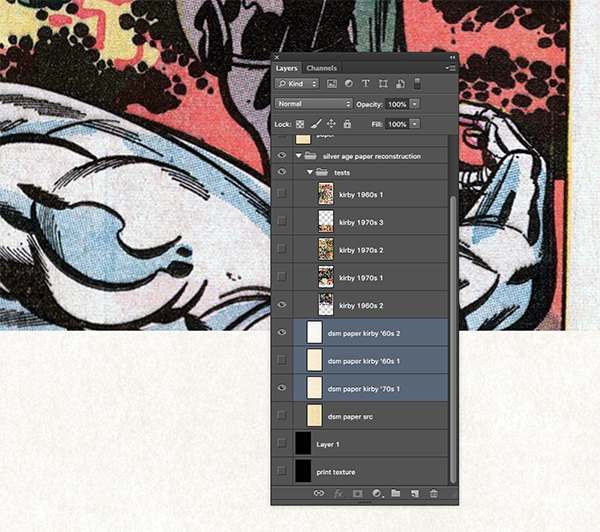 Layers Channels
Kind
Normal Opacity: 100%
Lock: Fill: 100%
paper
silver age paper reconstruction
tests
kirby 1960s 1
kirby 1970s 3
kirby 1970s 2
kirby 1970s 1
kirby 1960s 2
dsm paper kirby '60s 2
dsm paper kirby '60s 1
dsm paper kirby '70s 1
dsm paper src
Layer 1
print texture
fx